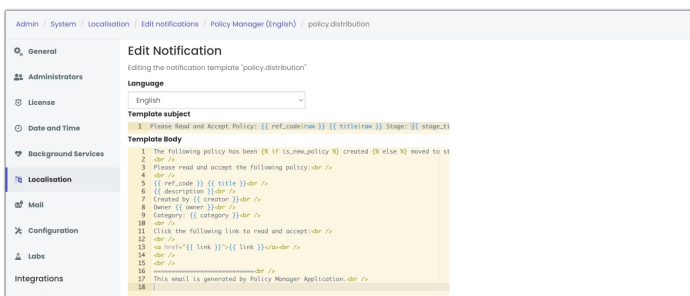 Admin / System / Localisation / Edit notifications / Policy Manager (English) / policy.distribution
General
Administrators
License
Date and Time
Background Services
Localisation
Mail
Configuration
Labs
Integrations
Edit Notification
Editing the notification template "policy.distribution"
Language
English
Template subject
1 Please Read and Accept Policy: {{ ref_code|raw }} {{ title|raw }} Stage: {{ stage_ti
Template Body
1 The following policy has been {% if is_new_policy %} created {% else %} moved to st
2 <br />
3 Please read and accept the following policy:<br />
4 <br />
5 {{ ref_code }} {{ title }}<br />
6 {{ description }}<br />
7 Created by {{ creator }}<br />
8 Owner {{ owner }}<br />
9 Category: {{ category }}<br />
10 <br />
11 Click the following link to read and accept:<br />
12 <br />
13 <a href="{{ link }}">{{ link }}</a><br />
14 <br />
15 <br />
16 ============================<br />
17 This email is generated by Policy Manager Application.<br />
18